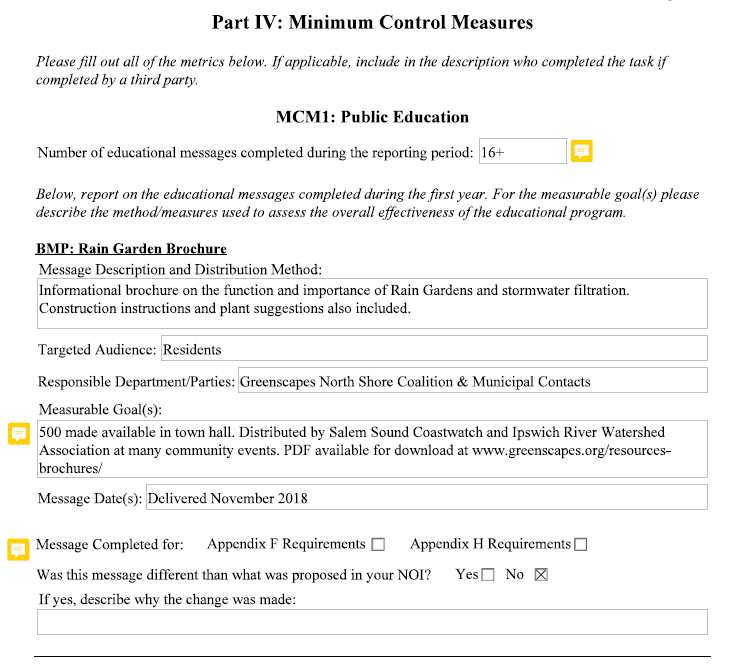 Part IV: Minimum Control Measures
Please fill out all of the metrics below. If applicable, include in the description who completed the task if
completed by a third party.
MCM1: Public Education
Number of educational messages completed during the reporting period: 16+
Below, report on the educational messages completed during the first year. For the measurable goal(s) please
describe the method/measures used to assess the overall effectiveness of the educational program.
BMP: Rain Garden Brochure
Message Description and Distribution Method:
Informational brochure on the function and importance of Rain Gardens and stormwater filtration.
Construction instructions and plant suggestions also included.
Targeted Audience: Residents
Responsible Department/Parties: Greenscapes North Shore Coalition & Municipal Contacts
Measurable Goal(s):
500 made available in town hall. Distributed by Salem Sound Coastwatch and Ipswich River Watershed
Association at many community events. PDF available for download at www.greenscapes.org/resources-
brochures/
Message Date(s): Delivered November 2018
Message Completed for: Appendix F Requirements Appendix H Requirements
Was this message different than what was proposed in your NOI? Yes No
If yes, describe why the change was made: